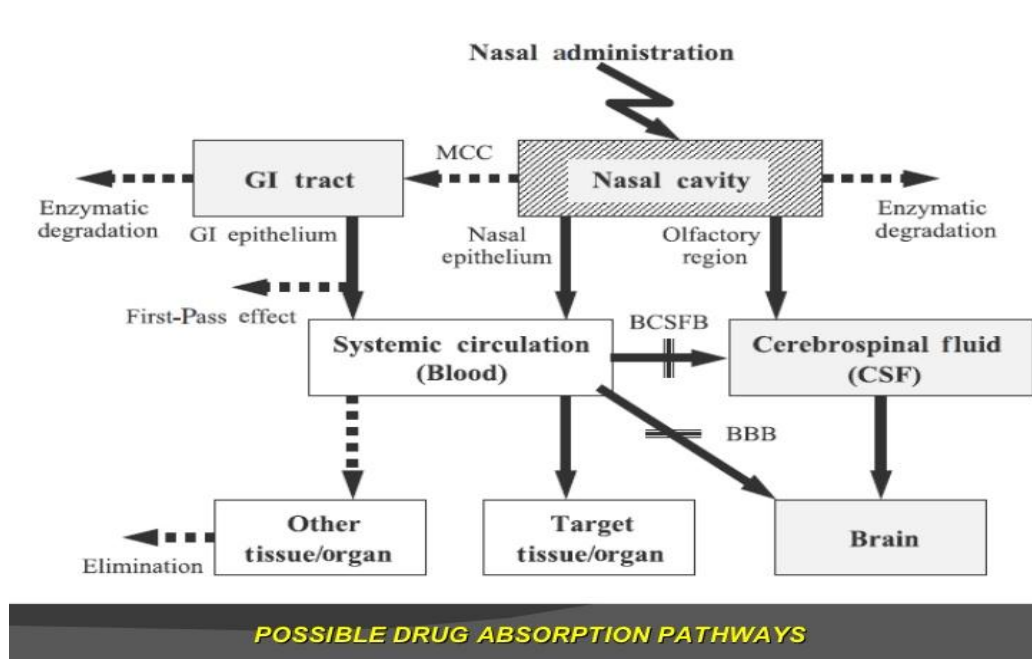 Nasal administration
MCC
GI tract
Nasal cavity
Enzymatic
degradation
GI epithelium
Nasal
epithelium
Olfactory
region
Enzymatic
degradation
First-Pass effect
BCSFB
Systemic circulation
(Blood)
Cerebrospinal fluid
(CSF)
BBB
Other
tissue/organ
Target
tissue/organ
Brain
Elimination
POSSIBLE DRUG ABSORPTION PATHWAYS